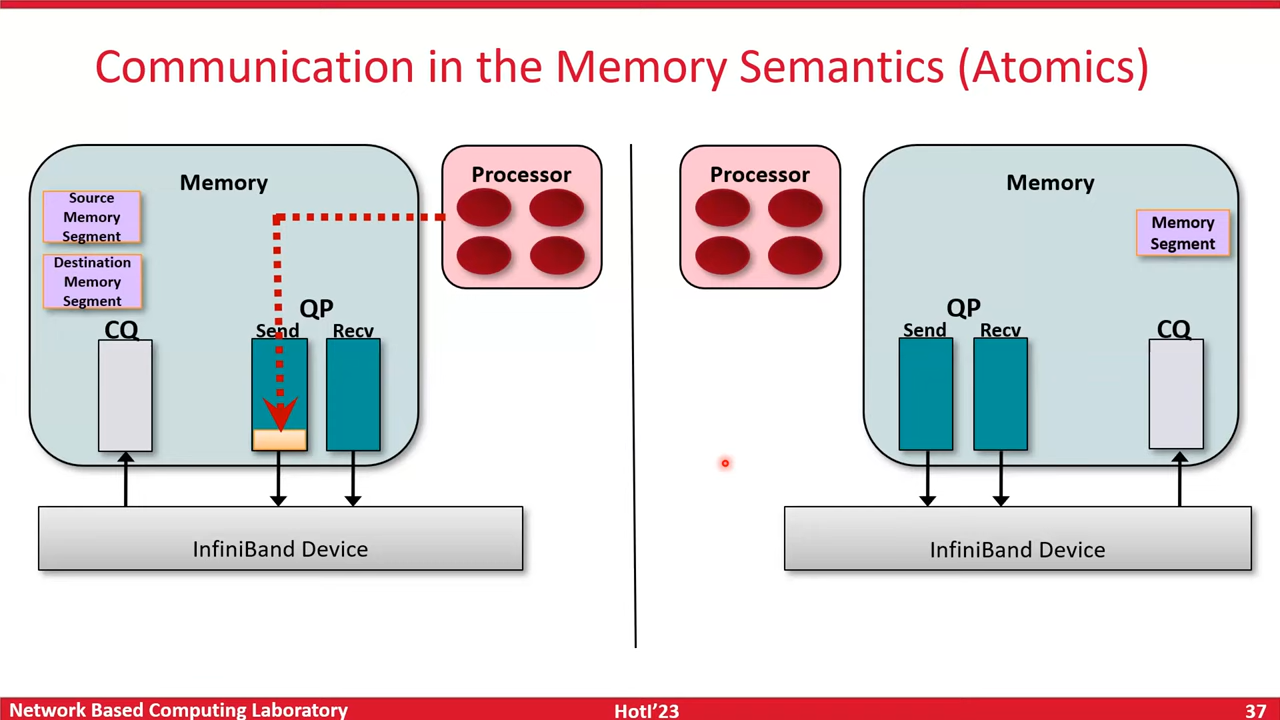 Communication in the Memory Semantics (Atomics)
Memory
Source
Memory
Segment
Destination
Memory
Segment
CQ
QP
Send
Recv
Processor
InfiniBand Device
Processor
Memory
Memory
Segment
QP
Send
Recv
CQ
InfiniBand Device
Network Based Computing Laboratory
HotI’23
37